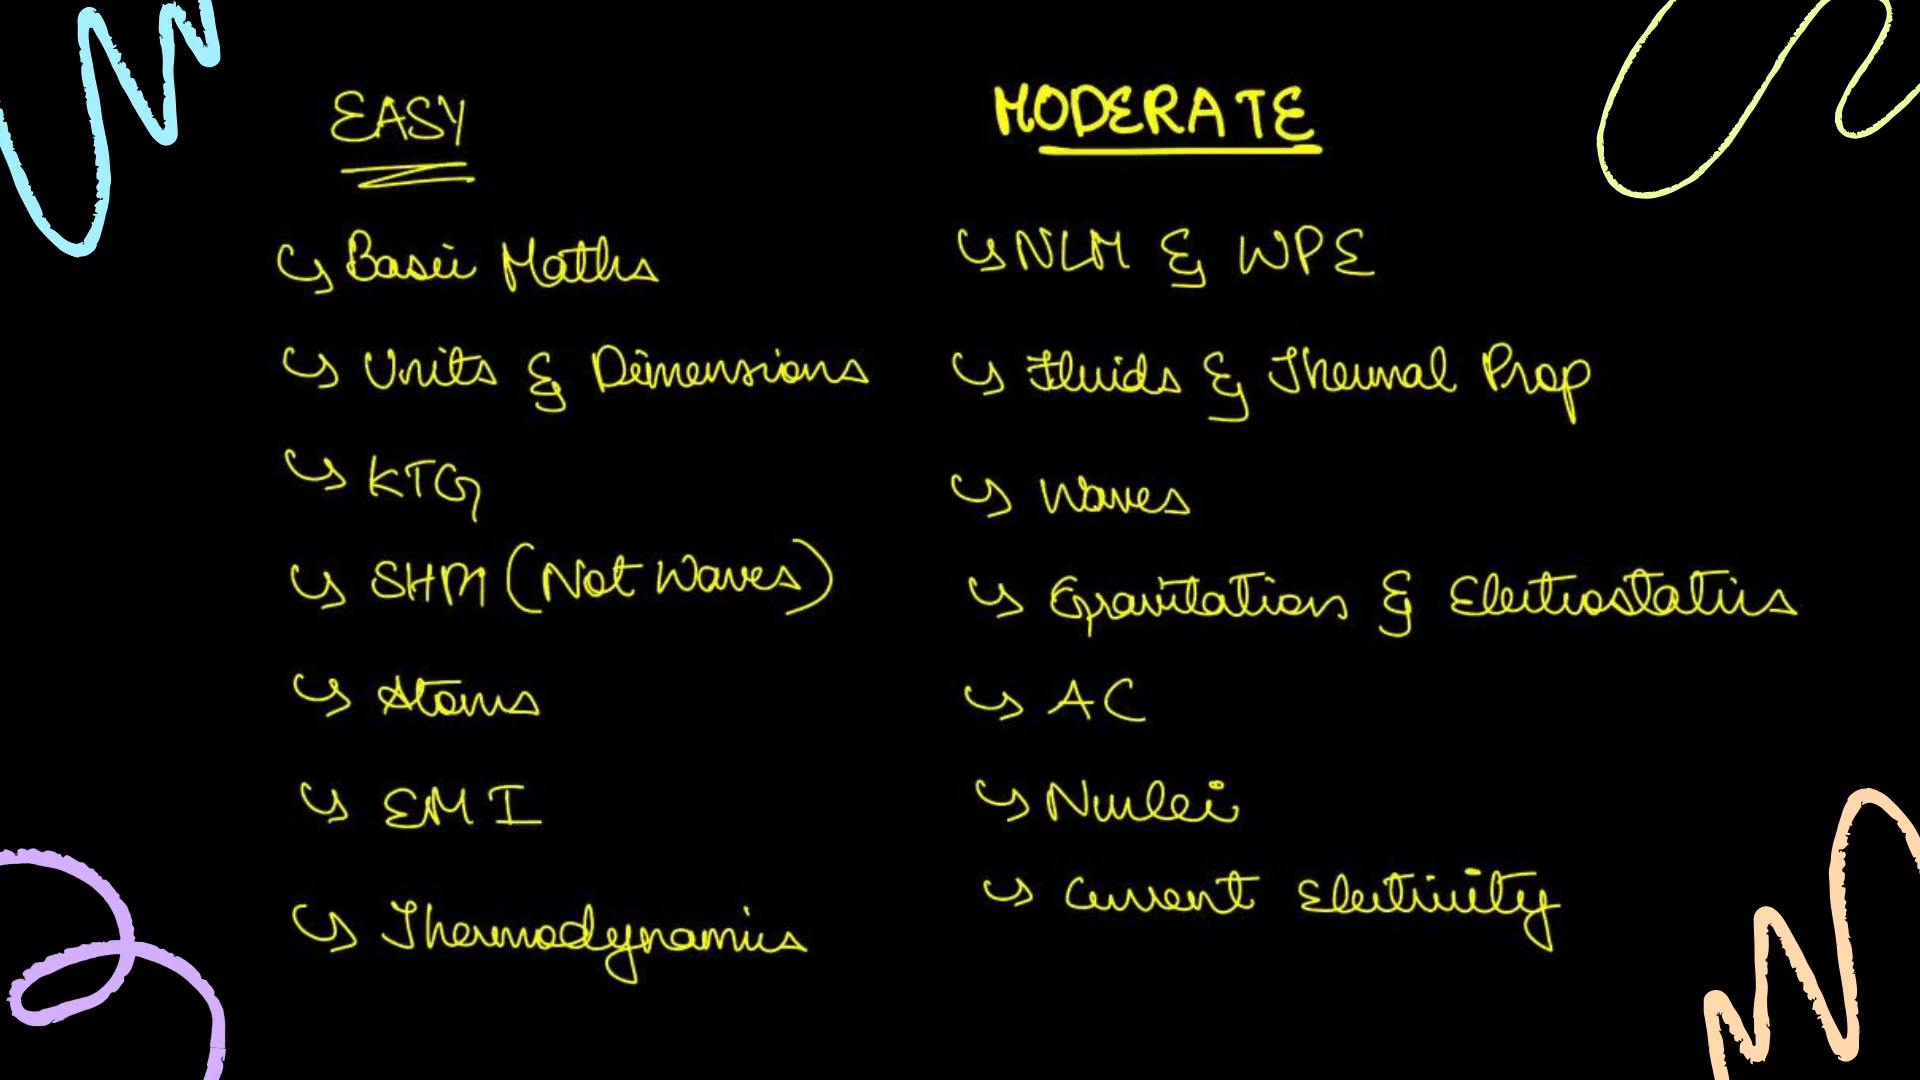 EASY
Basic Maths
Units & Dimensions
KTG
SHM (Not Waves)
Atoms
EMI
Thermodynamics
MODERATE
NLM & WPE
Fluids & Thermal Prop
Waves
Gravitation & Electrostatics
AC
Nuclei
Current Electricity